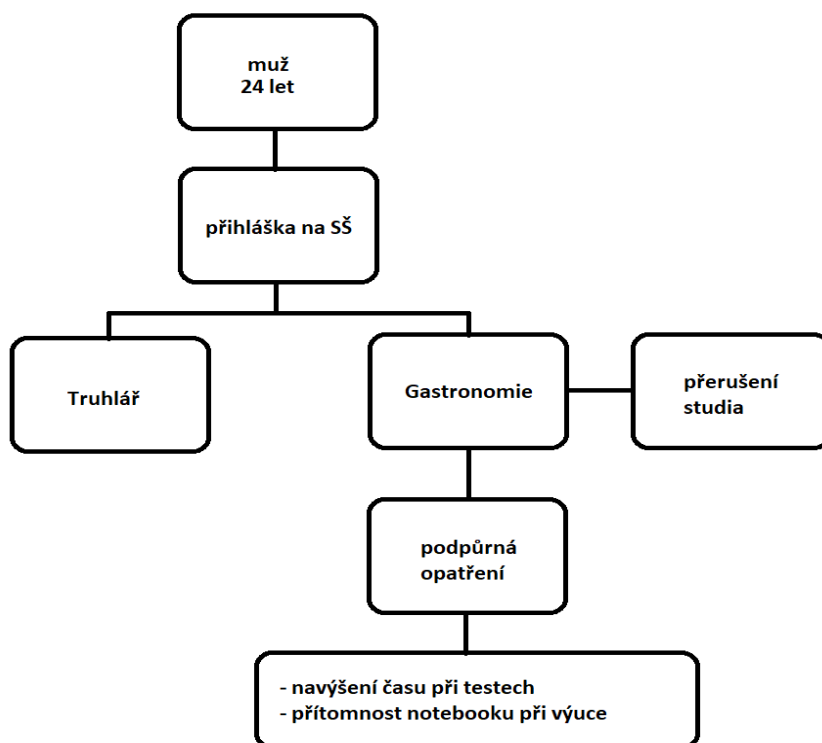 muž
24 let
přihláška na SŠ
Truhlář
Gastronomie
přerušení
studia
podpůrná
opatření
- navýšení času při testech
- přítomnost notebooku při výuce